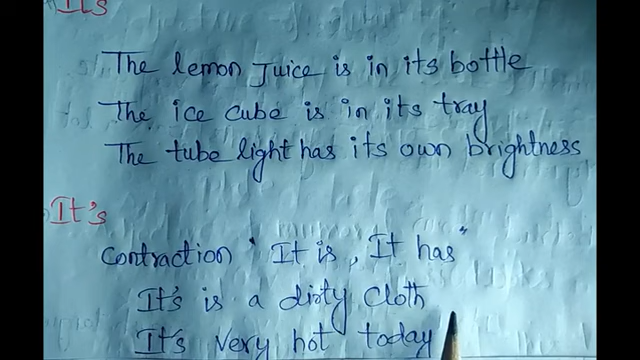 Its
The lemon Juice is in its bottle
The ice cube is in its tray
The tube light has its own brightness
It's
Contraction "It is, It has"
It's is a dirty cloth
It's very hot today